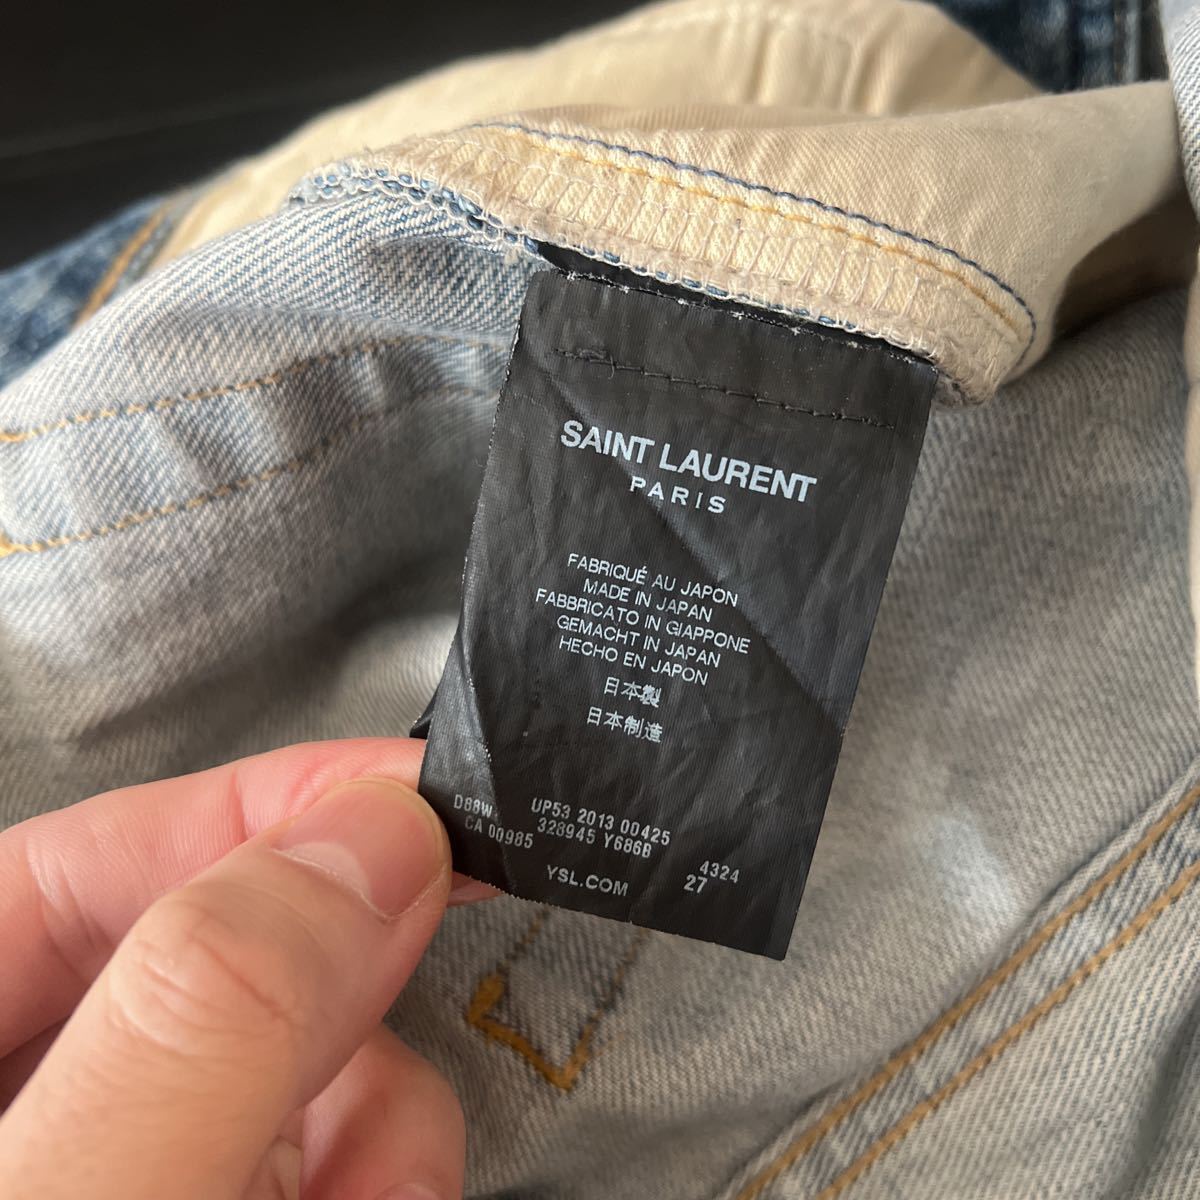 SAINT LAURENT
PARIS
FABRIQUÉ AU JAPON
MADE IN JAPAN
FABBRICATO IN GIAPPONE
GEMACHT IN JAPAN
HECHO EN JAPON
日本製
日本制造
D88W UP53 2013 00425
CA 00985 328945 Y686B 4324
YSL.COM 27